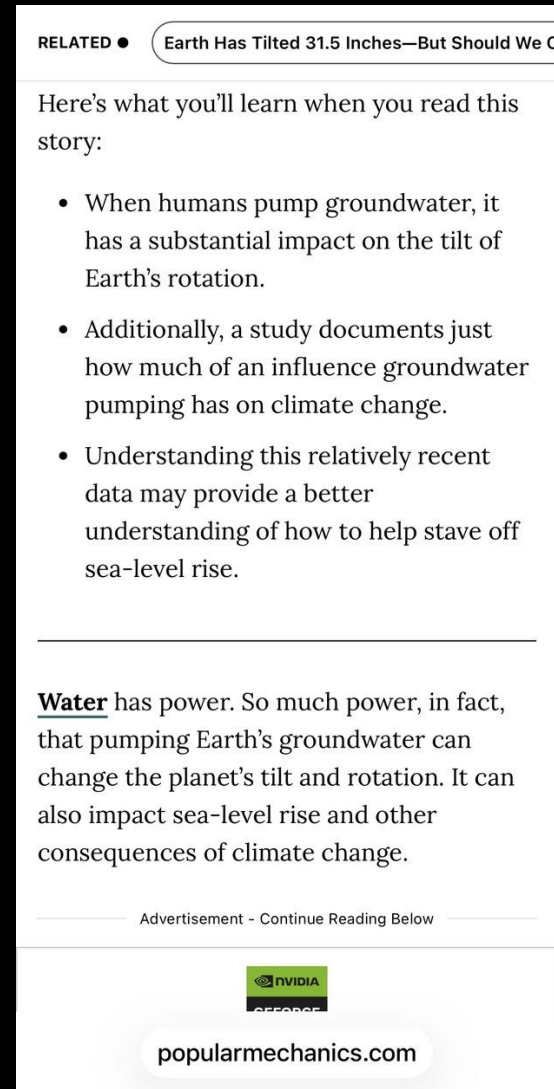 RELATED ● Earth Has Tilted 31.5 Inches—But Should We
Here’s what you’ll learn when you read this
story:
• When humans pump groundwater, it
has a substantial impact on the tilt of
Earth’s rotation.
• Additionally, a study documents just
how much of an influence groundwater
pumping has on climate change.
• Understanding this relatively recent
data may provide a better
understanding of how to help stave off
sea-level rise.
Water has power. So much power, in fact,
that pumping Earth’s groundwater can
change the planet’s tilt and rotation. It can
also impact sea-level rise and other
consequences of climate change.
Advertisement - Continue Reading Below
NVIDIA
GEFORCE
popularmechanics.com